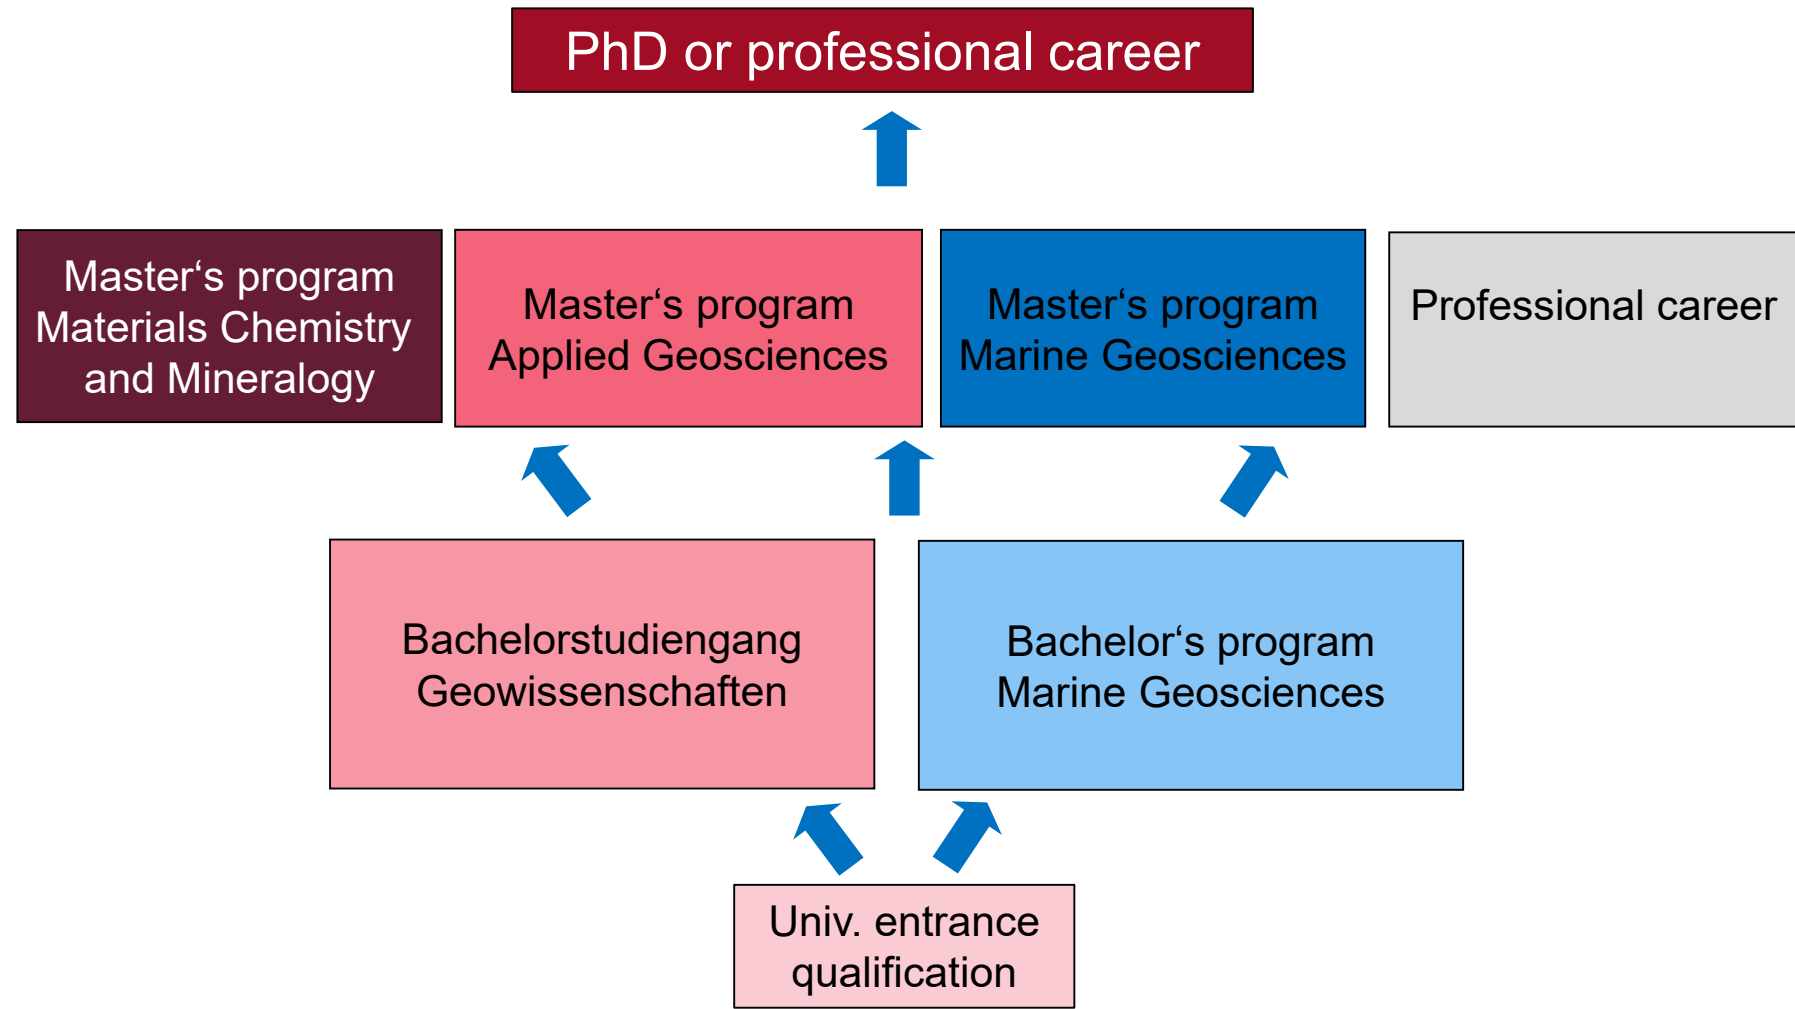 PhD or professional career
Master‘s program
Materials Chemistry
and Mineralogy
Master‘s program
Applied Geosciences
Master‘s program
Marine Geosciences
Professional career
Bachelorstudiengang
Geowissenschaften
Bachelor‘s program
Marine Geosciences
Univ. entrance
qualification